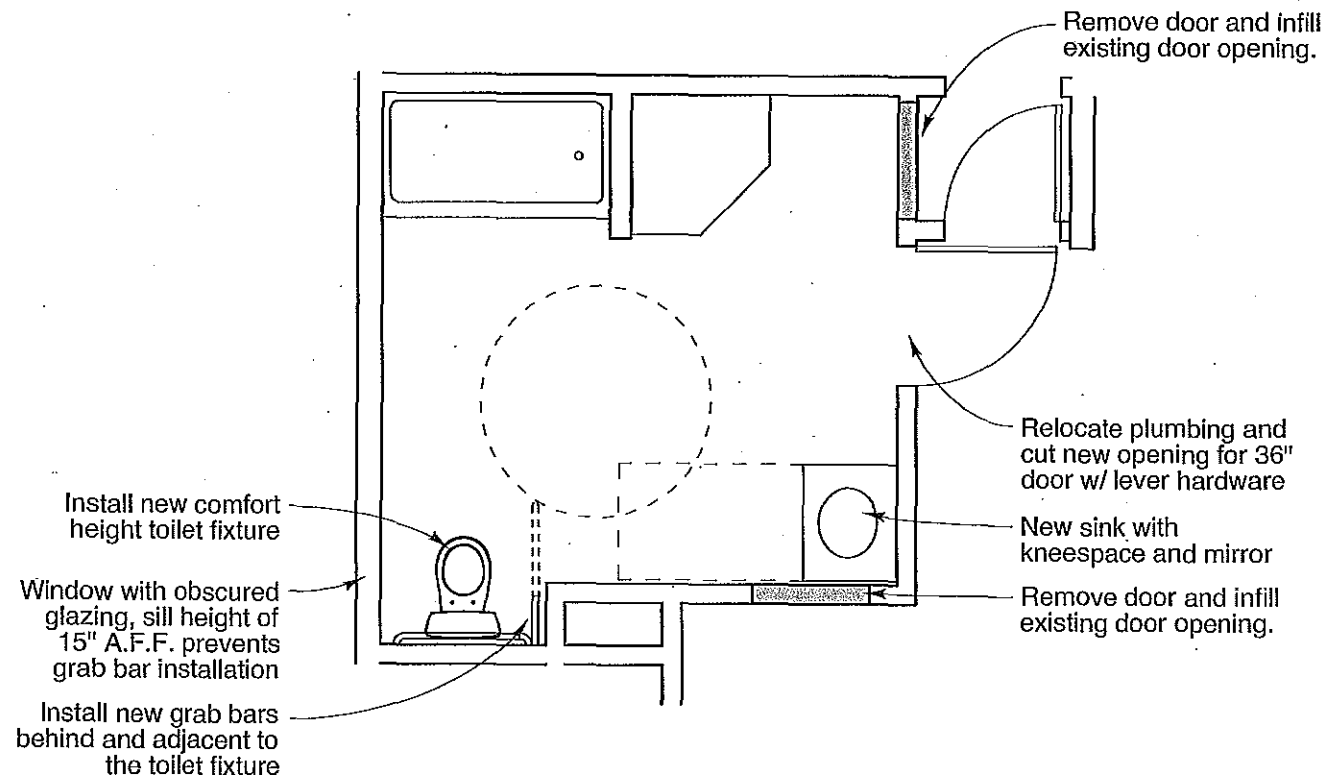 Remove door and infill
existing door opening.
Relocate plumbing and
cut new opening for 36"
door w/ lever hardware
New sink with
kneespace and mirror
Remove door and infill
existing door opening.
Install new comfort
height toilet fixture
Window with obscured
glazing, sill height of
15" A.F.F. prevents
grab bar installation
Install new grab bars
behind and adjacent to
the toilet fixture